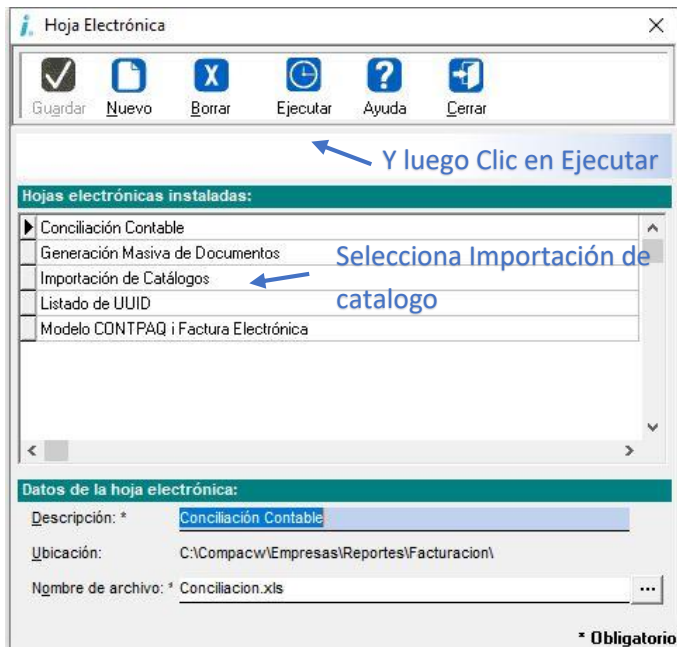 Hoja Electrónica
Guardar Nuevo Borrar Ejecutar Ayuda Cerrar
Y luego Clic en Ejecutar
Hojas electrónicas instaladas:
Conciliación Contable
Generación Masiva de Documentos
Importación de Catálogos
Listado de UUID
Modelo CONTPAQ i Factura Electrónica
Selecciona Importación de
catalogo
Datos de la hoja electrónica:
Descripción: * Conciliación Contable
Ubicación: C:\Compacw\Empresas\Reportes\Facturacion\
Nombre de archivo: * Conciliacion.xls ...
* Obligatorio